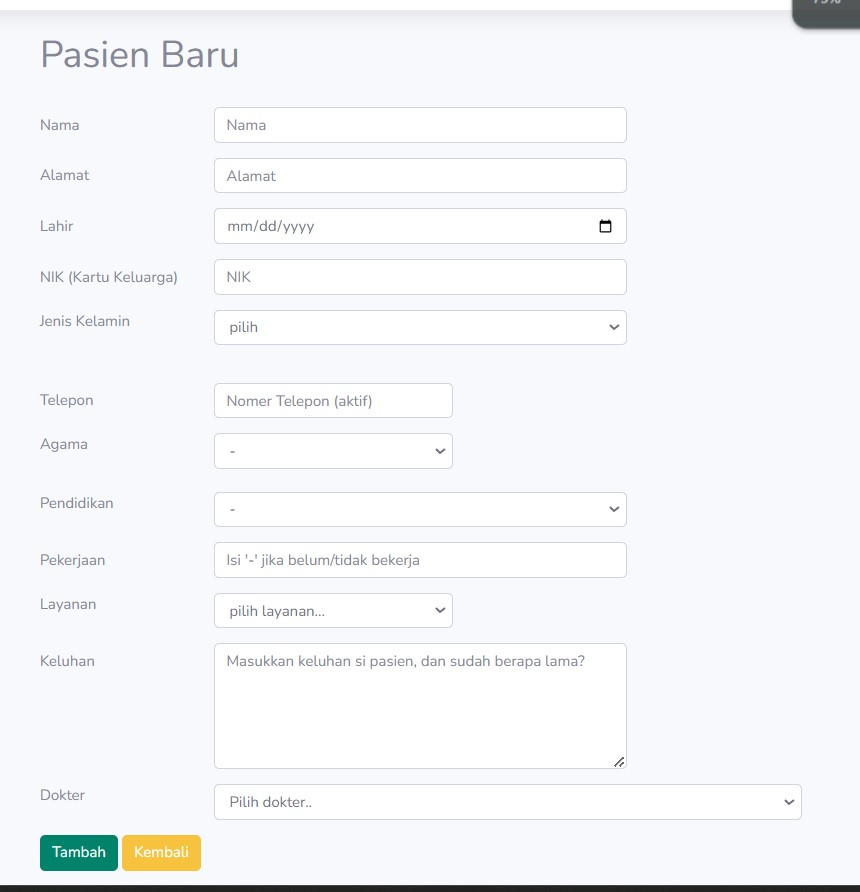 Pasien Baru
Nama Nama
Alamat Alamat
Lahir mm/dd/yyyy
NIK (Kartu Keluarga) NIK
Jenis Kelamin pilih
Telepon Nomer Telepon (aktif)
Agama -
Pendidikan -
Pekerjaan Isi '-' jika belum/tidak bekerja
Layanan pilih layanan...
Keluhan Masukkan keluhan si pasien, dan sudah berapa lama?
Dokter Pilih dokter..
Tambah Kembali